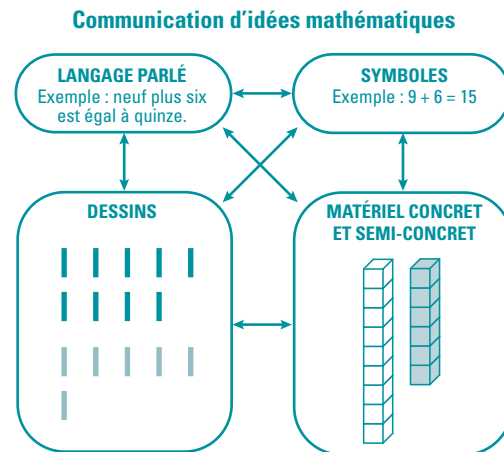 Communication d’idées mathématiques
LANGAGE PARLÉ
Exemple : neuf plus six
est égal à quinze.
SYMBOLES
Exemple : 9 + 6 = 15
DESSINS
MATÉRIEL CONCRET
ET SEMI-CONCRET